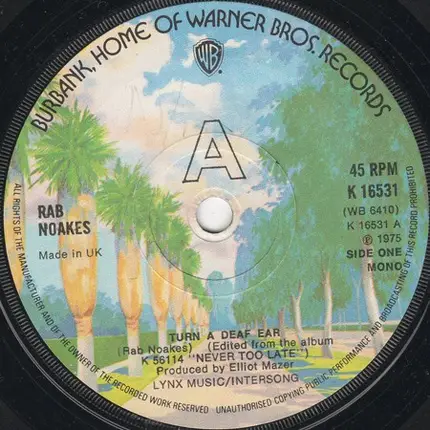 BURBANK, HOME OF WARNER BROS. RECORDS
WB
A
RAB
NOAKES
Made in UK
45 RPM
K 16531
(WB 6410)
K 16531 A
℗ 1975
SIDE ONE
MONO
TURN A DEAF EAR
(Rab Noakes) (Edited from the album
K 56114 "NEVER TOO LATE")
Produced by Elliot Mazer
LYNX MUSIC/INTERSONG
ALL RIGHTS OF THE MANUFACTURER AND OF THE OWNER OF THE RECORDED WORK RESERVED UNAUTHORISED COPYING PUBLIC PERFORMANCE AND BROADCASTING OF THIS RECORD PROHIBITED